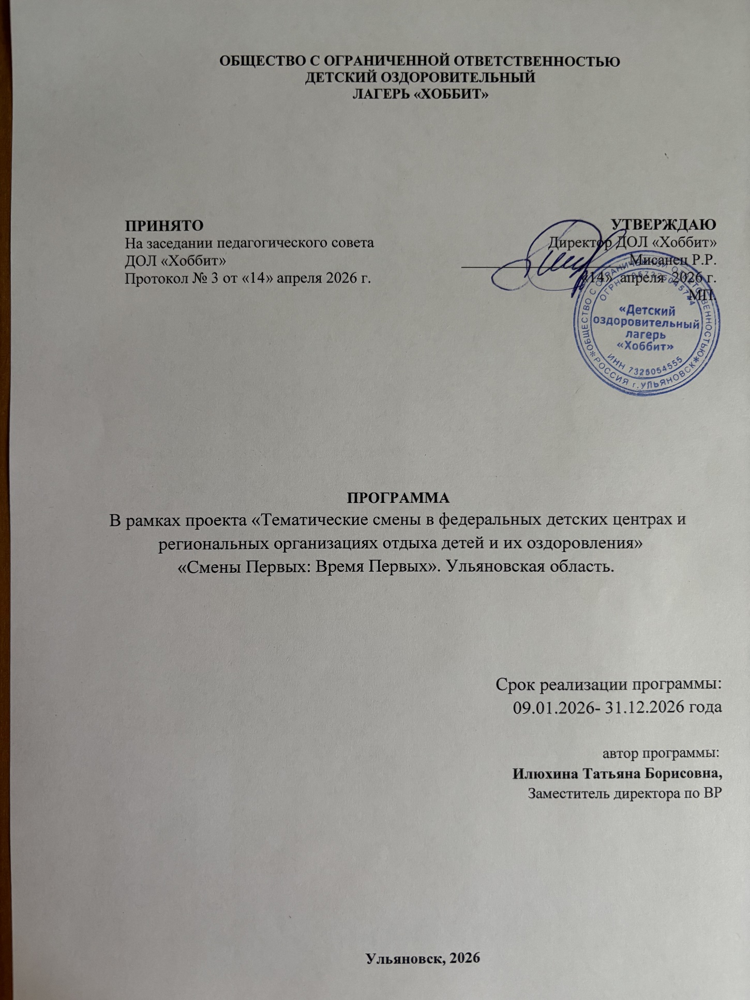 ОБЩЕСТВО С ОГРАНИЧЕННОЙ ОТВЕТСТВЕННОСТЬЮ
ДЕТСКИЙ ОЗДОРОВИТЕЛЬНЫЙ
ЛАГЕРЬ «ХОББИТ»
ПРИНЯТО
На заседании педагогического совета
ДОЛ «Хоббит»
Протокол № 3 от «14» апреля 2026 г.
УТВЕРЖДАЮ
Директор ДОЛ «Хоббит»
Мисанец Р.Р.
«14» апреля 2026 г.
МП.
ОБЩЕСТВО С ОГРАНИЧЕННОЙ ОТВЕТСТВЕННОСТЬЮ
ОГРН
«Детский
оздоровительный
лагерь
«Хоббит»
ИНН 7325054555
РОССИЯ г.УЛЬЯНОВСК
ПРОГРАММА
В рамках проекта «Тематические смены в федеральных детских центрах и
региональных организациях отдыха детей и их оздоровления»
«Смены Первых: Время Первых». Ульяновская область.
Срок реализации программы:
09.01.2026- 31.12.2026 года
автор программы:
Илюхина Татьяна Борисовна,
Заместитель директора по ВР
Ульяновск, 2026